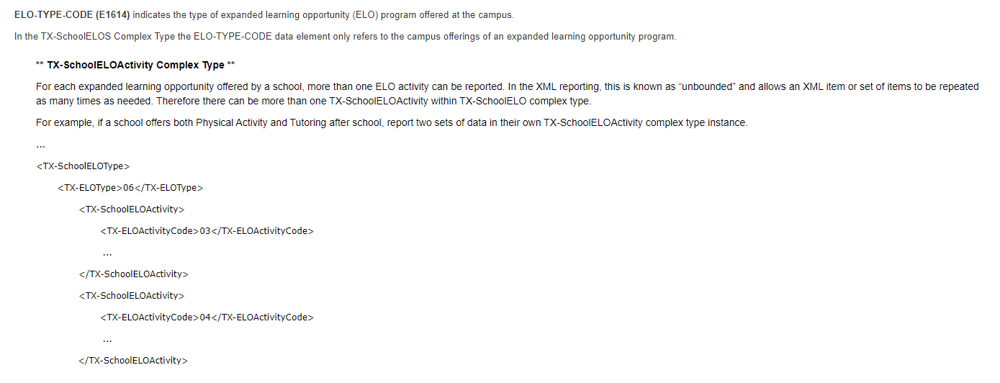 ELO-TYPE-CODE (E1614) indicates the type of expanded learning opportunity (ELO) program offered at the campus.
In the TX-SchoolELOS Complex Type the ELO-TYPE-CODE data element only refers to the campus offerings of an expanded learning opportunity program.
** TX-SchoolELOActivity Complex Type **
For each expanded learning opportunity offered by a school, more than one ELO activity can be reported. In the XML reporting, this is known as “unbounded” and allows an XML item or set of items to be repeated
as many times as needed. Therefore there can be more than one TX-SchoolELOActivity within TX-SchoolELO complex type.
For example, if a school offers both Physical Activity and Tutoring after school, report two sets of data in their own TX-SchoolELOActivity complex type instance.
...
<TX-SchoolELOType>
<TX-ELOType>06</TX-ELOType>
<TX-SchoolELOActivity>
<TX-ELOActivityCode>03</TX-ELOActivityCode>
...
</TX-SchoolELOActivity>
<TX-SchoolELOActivity>
<TX-ELOActivityCode>04</TX-ELOActivityCode>
...
</TX-SchoolELOActivity>